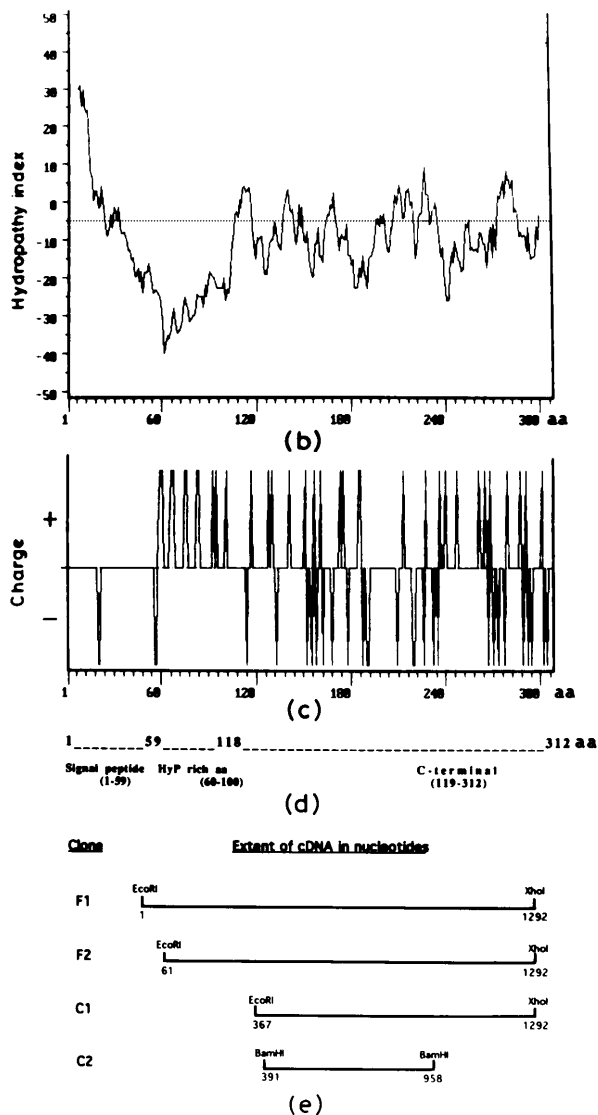 50
40
30
20
10
0
-10
-20
-30
-40
-50
Hydropathy index
1 60 120 180 240 300 aa
(b)
+
Charge
−
1 60 120 180 240 300 aa
(c)
1 59 118 312 aa
Signal peptide HyP rich aa C-terminal
(1-59) (60-100) (119-312)
(d)
Clone Extent of cDNA in nucleotides
EcoRI XhoI
F1
1 1292
EcoRI XhoI
F2
61 1292
EcoRI XhoI
C1
367 1292
BamHI BamHI
C2
391 958
(e)